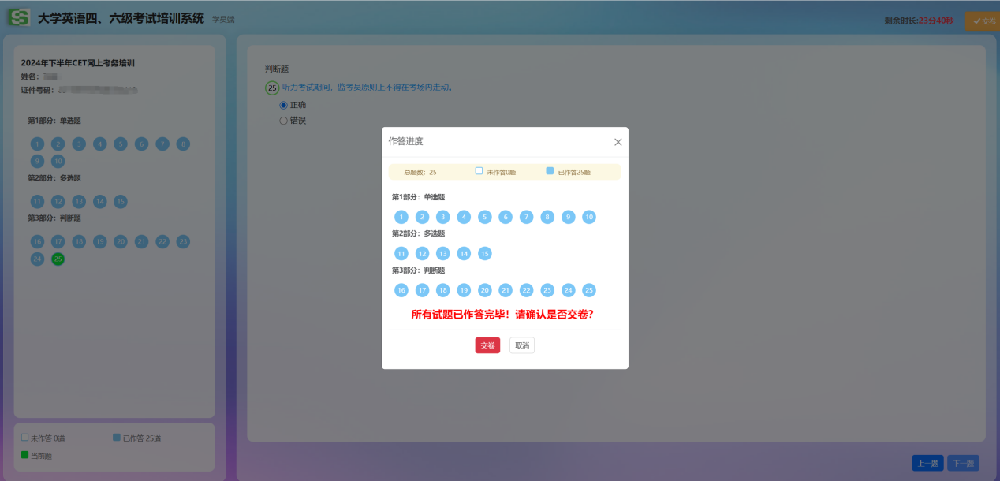 大学英语四、六级考试培训系统 学员端
剩余时长:23分40秒
交卷
2024年下半年CET网上考务培训
姓名：
证件号码：
第1部分：单选题
1 2 3 4 5 6 7 8
9 10
第2部分：多选题
11 12 13 14 15
第3部分：判断题
16 17 18 19 20 21 22 23
24 25
未作答 0道 已作答 25道
当前题
判断题
25 听力考试期间，监考员原则上不得在考场内走动。
正确
错误
作答进度
总题数：25 未作答0题 已作答25题
第1部分：单选题
1 2 3 4 5 6 7 8 9 10
第2部分：多选题
11 12 13 14 15
第3部分：判断题
16 17 18 19 20 21 22 23 24 25
所有试题已作答完毕！请确认是否交卷?
交卷 取消
上一题 下一题